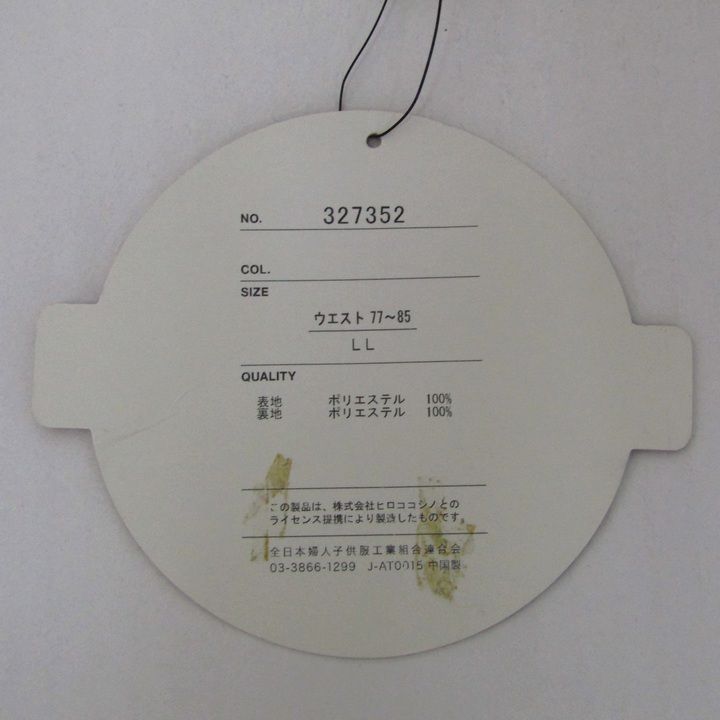 NO. 327352
COL.
SIZE
ウエスト 77～85
LL
QUALITY
表地 ポリエステル 100%
裏地 ポリエステル 100%
この製品は、株式会社ヒロココシノとの
ライセンス提携により製造したものです。
全日本婦人子供服工業組合連合会
03-3866-1299 J-AT0015 中国製